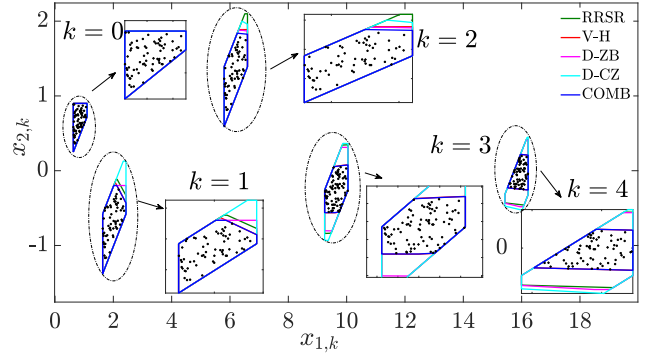 2
1
0
-1
x_{2,k}
k = 0
k = 2
RRSR
V-H
D-ZB
D-CZ
COMB
k = 1
k = 3
k = 4
0
0 2 4 6 8 10 12 14 16 18
x_{1,k}